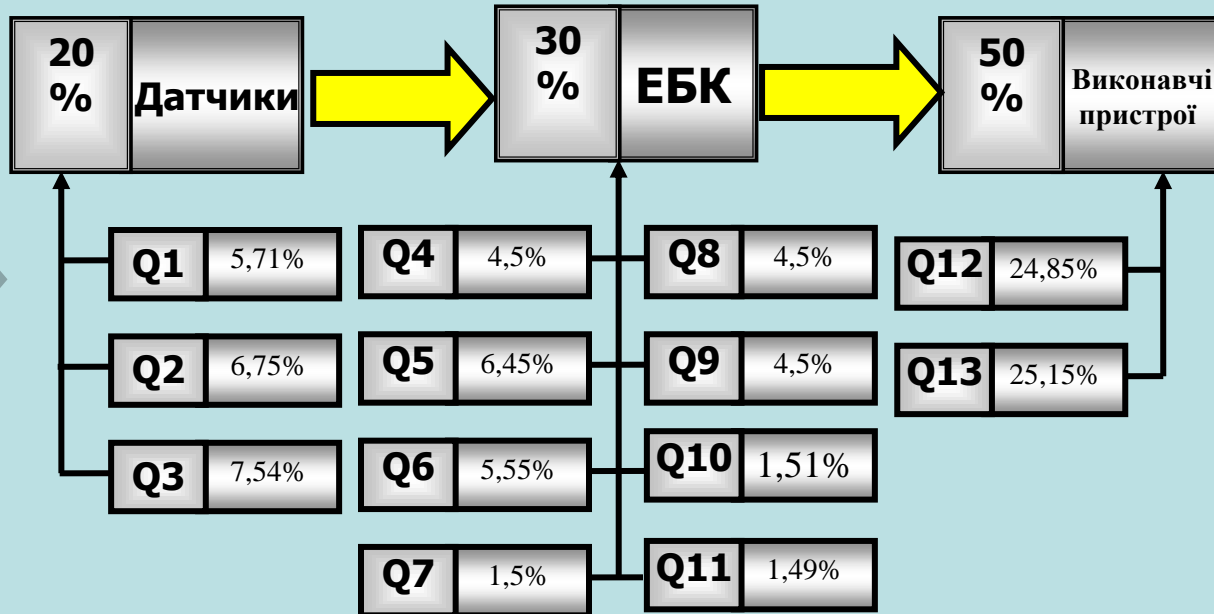 20
%
Датчики
30
%
ЕБК
50
%
Виконавчі
пристрої
Q1 5,71%
Q4 4,5%
Q8 4,5%
Q12 24,85%
Q2 6,75%
Q5 6,45%
Q9 4,5%
Q13 25,15%
Q3 7,54%
Q6 5,55%
Q10 1,51%
Q7 1,5%
Q11 1,49%